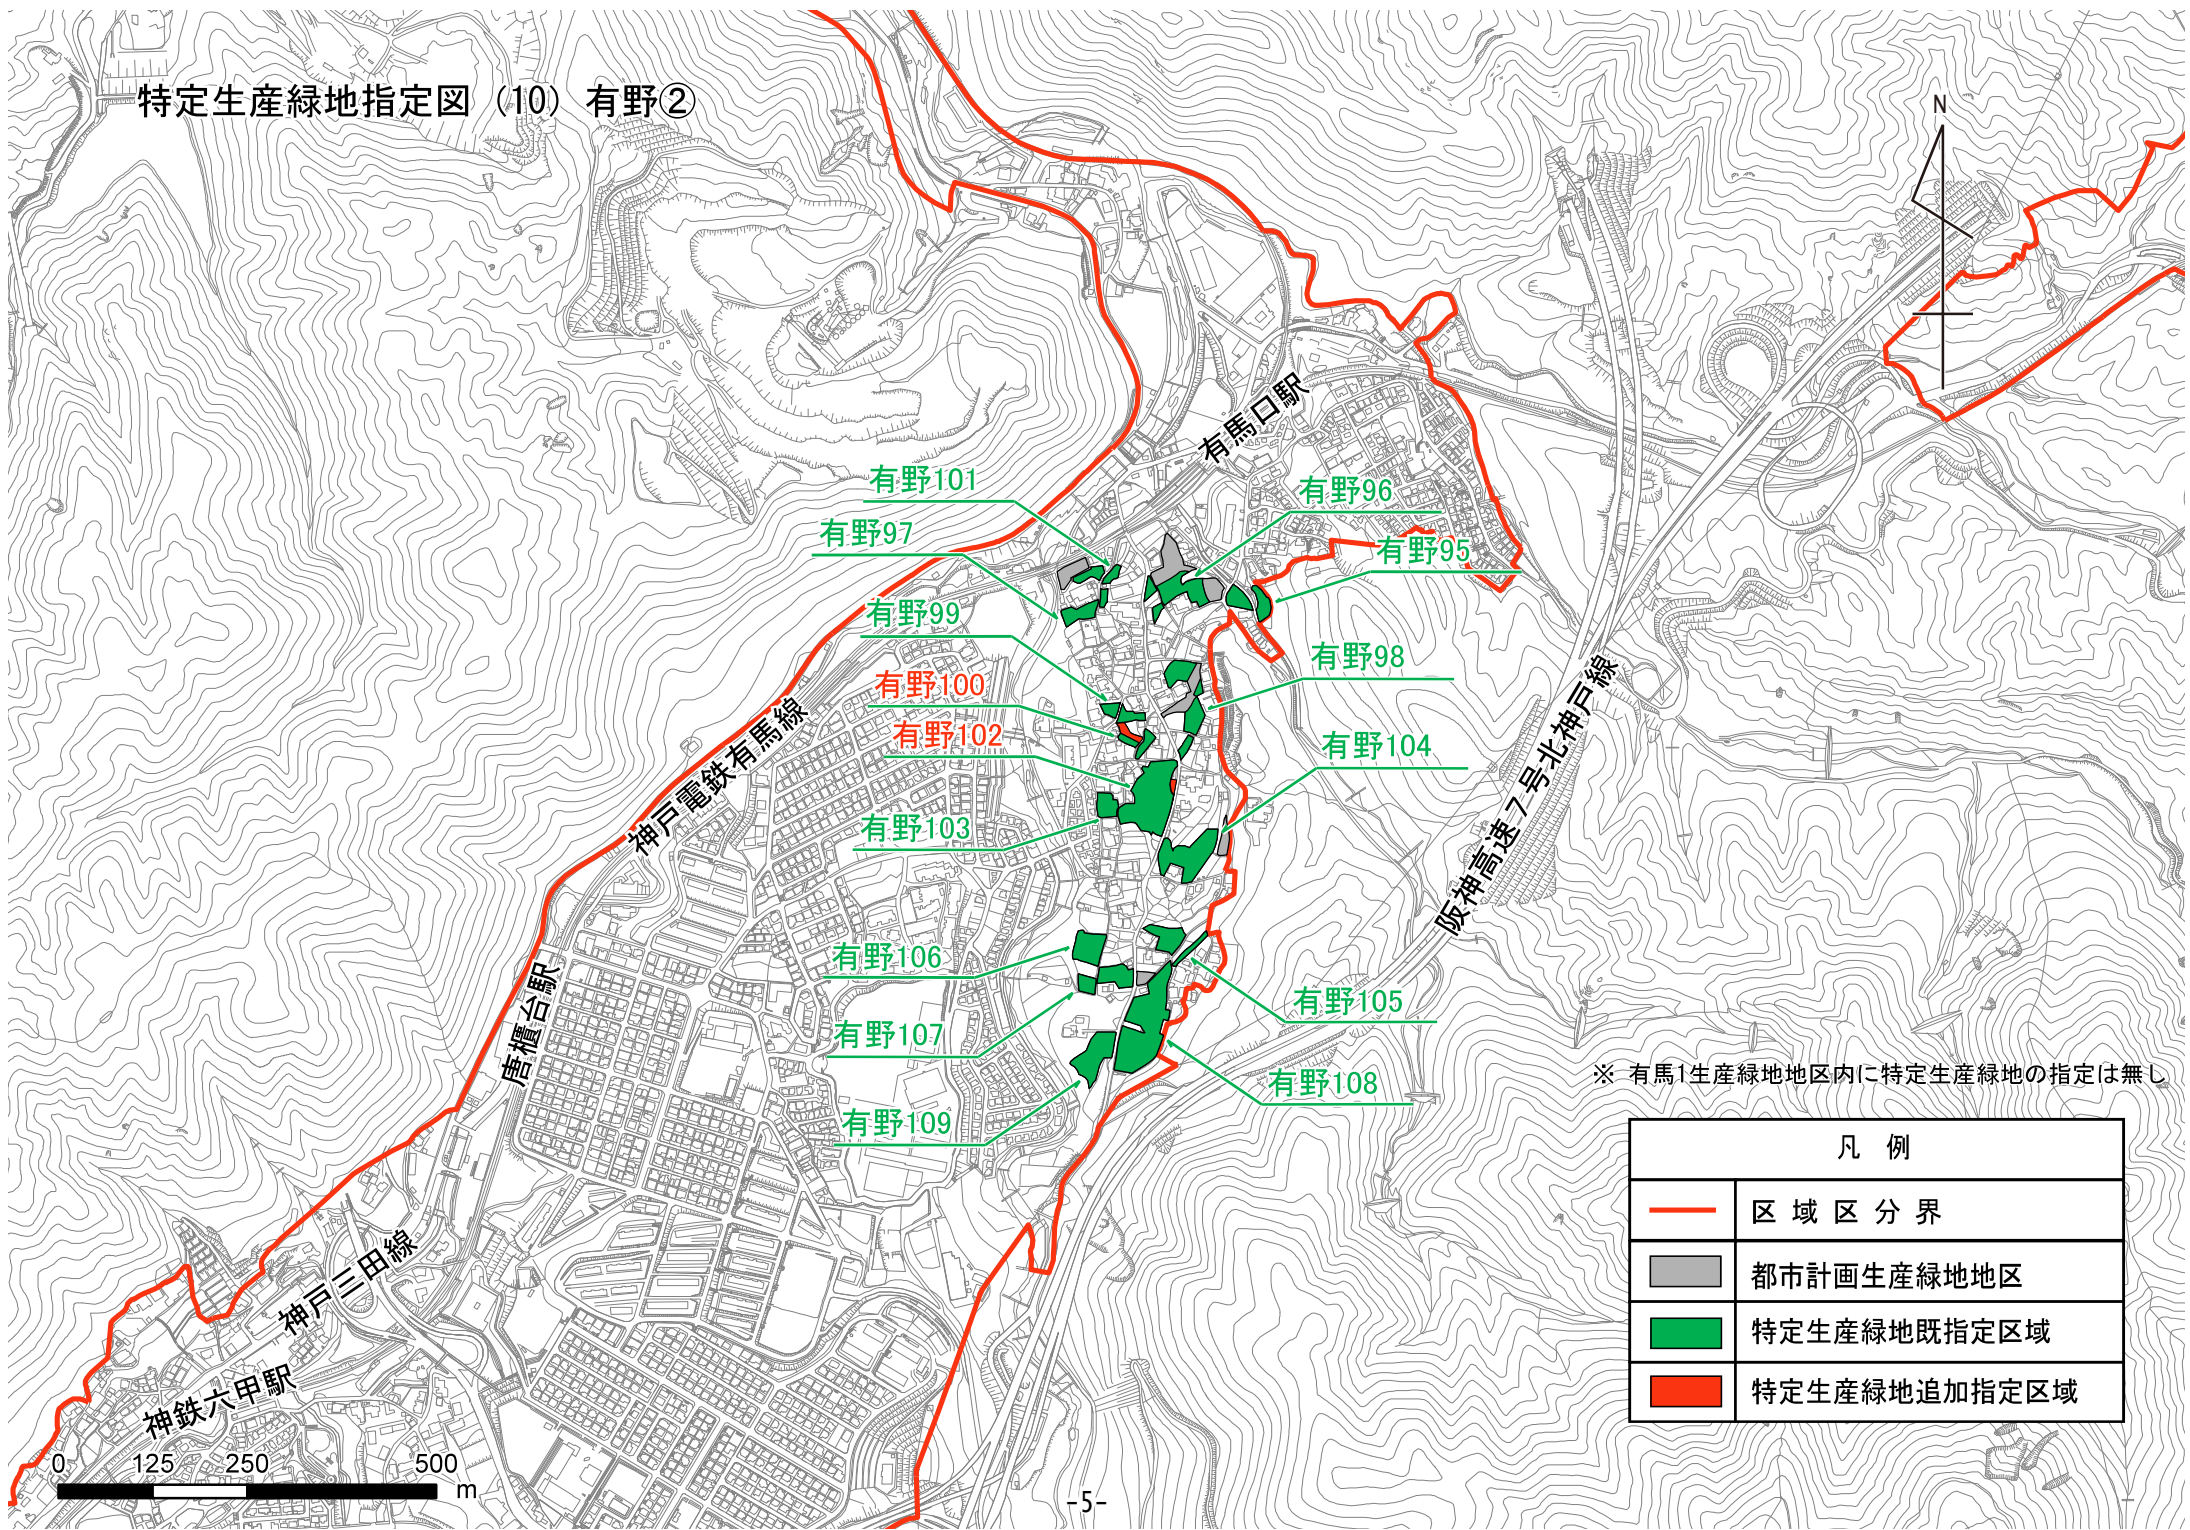 特定生産緑地指定図 (10) 有野②
N
有馬口駅
有野101
有野96
有野97
有野95
有野99
有野98
有野100
有野102
有野104
有野103
神戸電鉄有馬線
阪神高速7号北神戸線
有野106
有野105
有野107
有野108
有野109
唐櫃台駅
神戸三田線
神鉄六甲駅
※ 有馬1生産緑地地区内に特定生産緑地の指定は無し
凡 例
区 域 区 分 界
都市計画生産緑地地区
特定生産緑地既指定区域
特定生産緑地追加指定区域
0 125 250 500
m
-5-